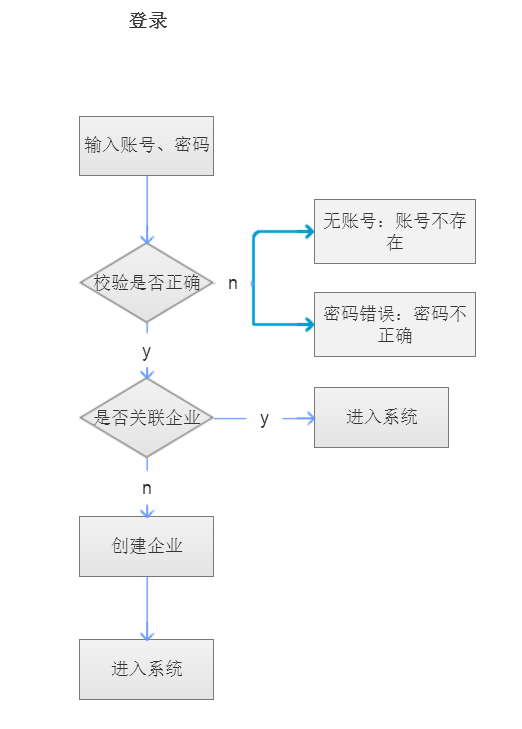 登录
输入账号、密码
无账号：账号不存
在
校验是否正确
n
密码错误：密码不
正确
y
是否关联企业
y
进入系统
n
创建企业
进入系统